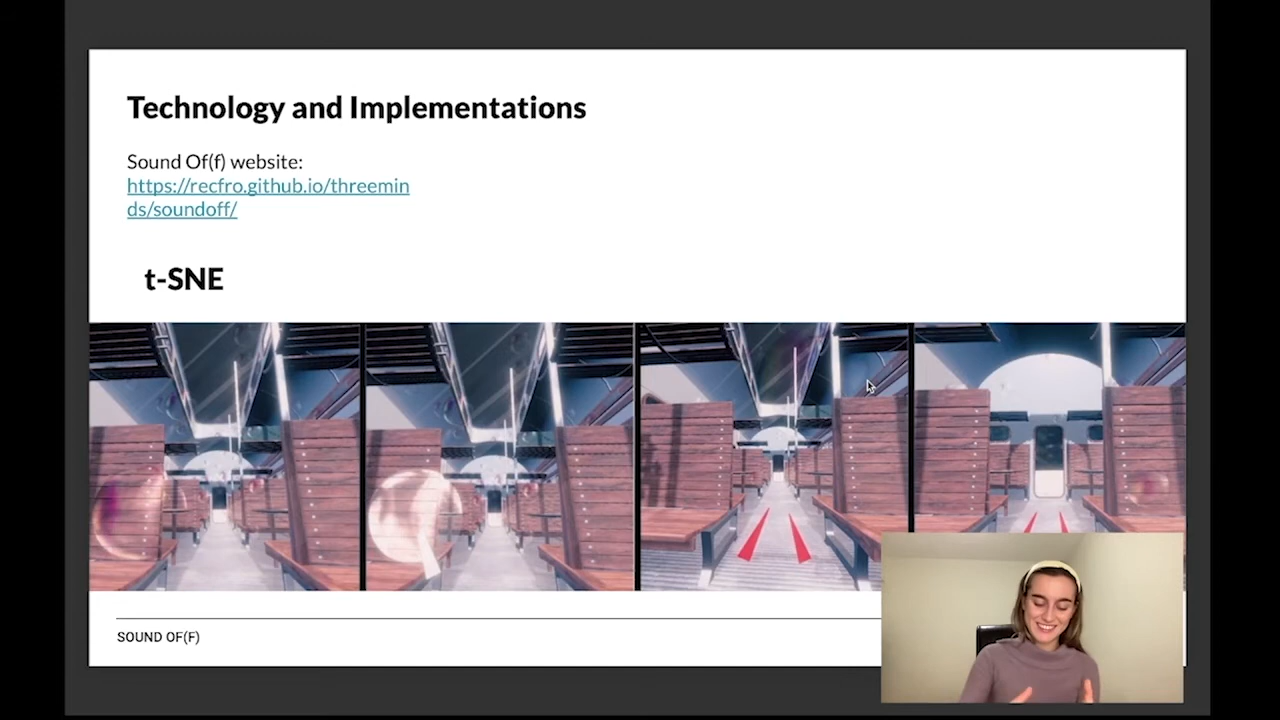 Technology and Implementations
Sound Of(f) website:
https://recfro.github.io/threemin
ds/soundoff/
t-SNE
SOUND OF(F)